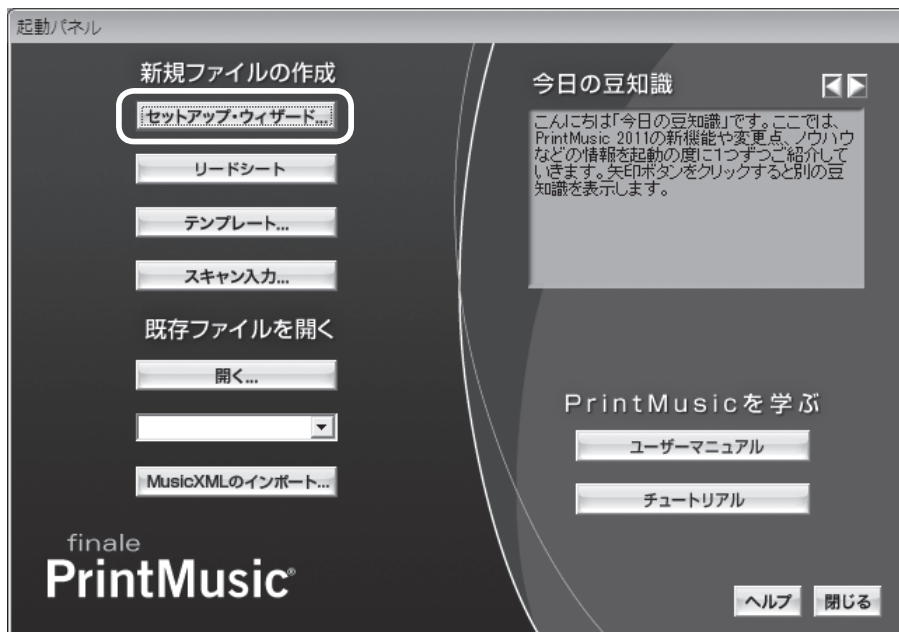 起動パネル
新規ファイルの作成
セットアップ・ウィザード...
リードシート
テンプレート...
スキャン入力...
既存ファイルを開く
開く...
MusicXMLのインポート...
finale
PrintMusic®
今日の豆知識
こんにちは「今日の豆知識」です。ここでは、
PrintMusic 2011の新機能や変更点、ノウハウ
などの情報を起動の度に1つずつご紹介して
いきます。矢印ボタンをクリックすると別の豆
知識を表示します。
PrintMusicを学ぶ
ユーザーマニュアル
チュートリアル
ヘルプ
閉じる